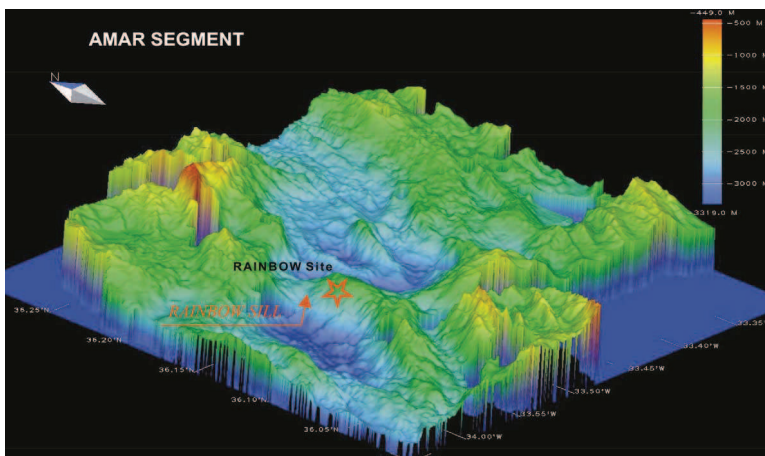 -449.0 M
-500 M
-1000 M
-1500 M
-2000 M
-2500 M
-3000 M
-3319.0 M
AMAR SEGMENT
N
RAINBOW Site
RAINBOW SILL
36.25'N
36.20'N
36.15'N
36.10'N
36.05'N
34.00'W
33.55'W
33.50'W
33.45'W
33.40'W
33.35'W